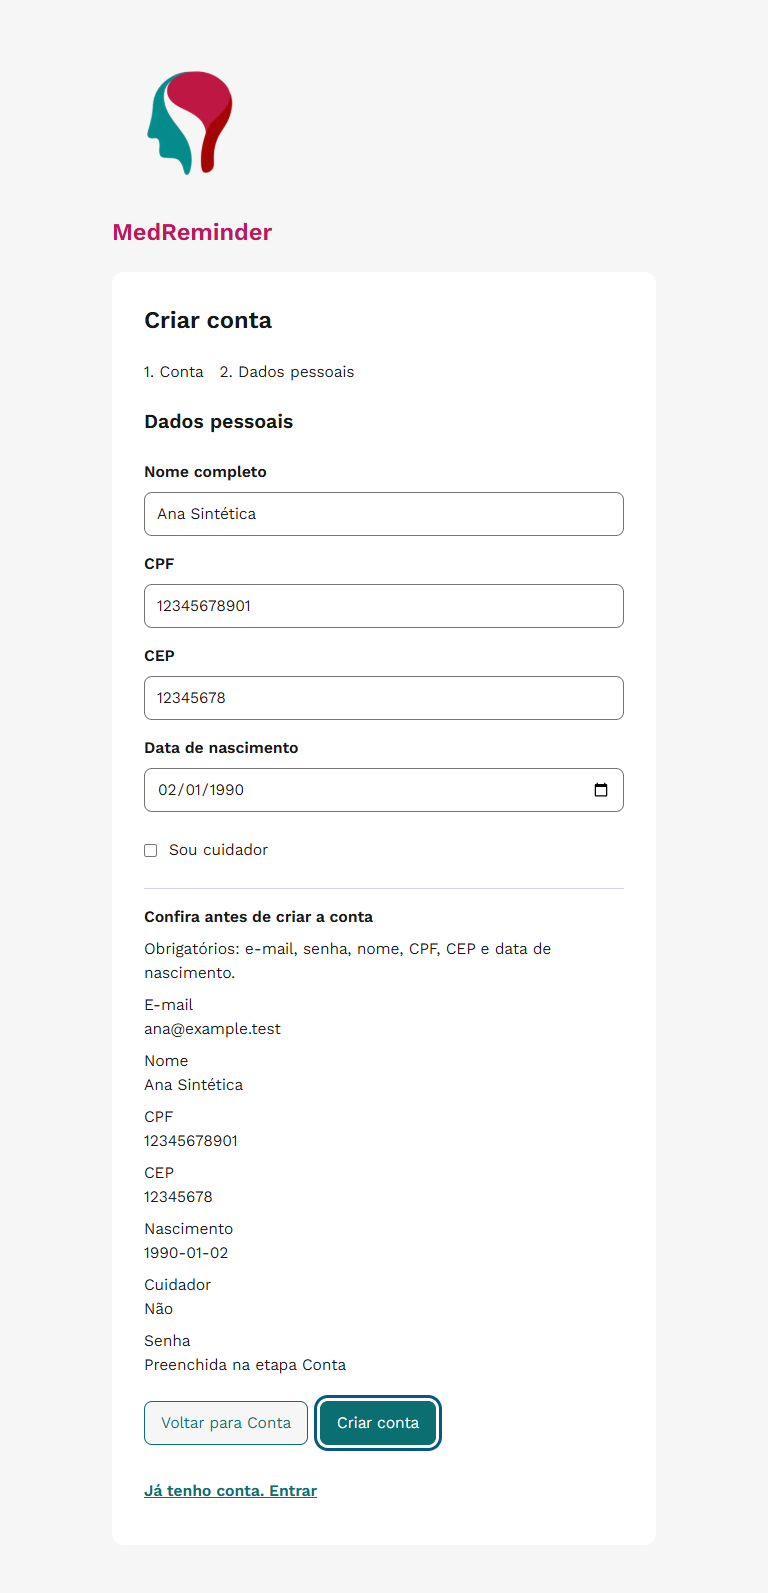 MedReminder
Criar conta
1. Conta 2. Dados pessoais
Dados pessoais
Nome completo
Ana Sintética
CPF
12345678901
CEP
12345678
Data de nascimento
02/01/1990
Sou cuidador
Confira antes de criar a conta
Obrigatórios: e-mail, senha, nome, CPF, CEP e data de
nascimento.
E-mail
ana@example.test
Nome
Ana Sintética
CPF
12345678901
CEP
12345678
Nascimento
1990-01-02
Cuidador
Não
Senha
Preenchida na etapa Conta
Voltar para Conta Criar conta
Já tenho conta. Entrar